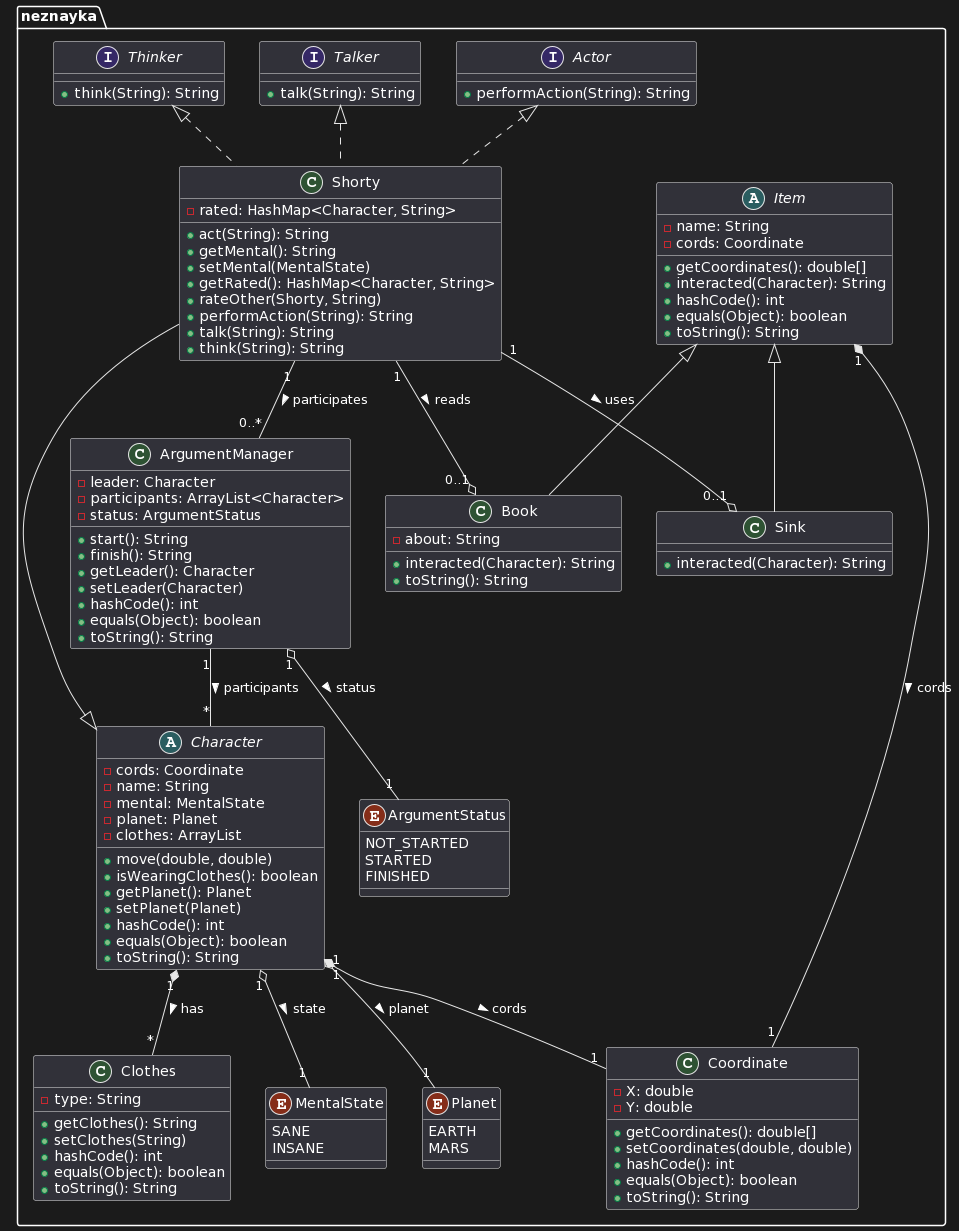 neznayka
I Thinker
think(String): String
I Talker
talk(String): String
I Actor
performAction(String): String
C Shorty
rated: HashMap<Character, String>
act(String): String
getMental(): String
setMental(MentalState)
getRated(): HashMap<Character, String>
rateOther(Shorty, String)
performAction(String): String
talk(String): String
think(String): String
A Item
name: String
cords: Coordinate
getCoordinates(): double[]
interacted(Character): String
hashCode(): int
equals(Object): boolean
toString(): String
1
participates
0..*
1
reads
0..1
1
uses
0..1
1
cords
1
C ArgumentManager
leader: Character
participants: ArrayList<Character>
status: ArgumentStatus
start(): String
finish(): String
getLeader(): Character
setLeader(Character)
hashCode(): int
equals(Object): boolean
toString(): String
C Book
about: String
interacted(Character): String
toString(): String
C Sink
interacted(Character): String
1
participants
*
1
status
1
A Character
cords: Coordinate
name: String
mental: MentalState
planet: Planet
clothes: ArrayList
move(double, double)
isWearingClothes(): boolean
getPlanet(): Planet
setPlanet(Planet)
hashCode(): int
equals(Object): boolean
toString(): String
E ArgumentStatus
NOT_STARTED
STARTED
FINISHED
1
has
*
1
state
1
1
planet
1
1
cords
1
C Clothes
type: String
getClothes(): String
setClothes(String)
hashCode(): int
equals(Object): boolean
toString(): String
E MentalState
SANE
INSANE
E Planet
EARTH
MARS
C Coordinate
X: double
Y: double
getCoordinates(): double[]
setCoordinates(double, double)
hashCode(): int
equals(Object): boolean
toString(): String